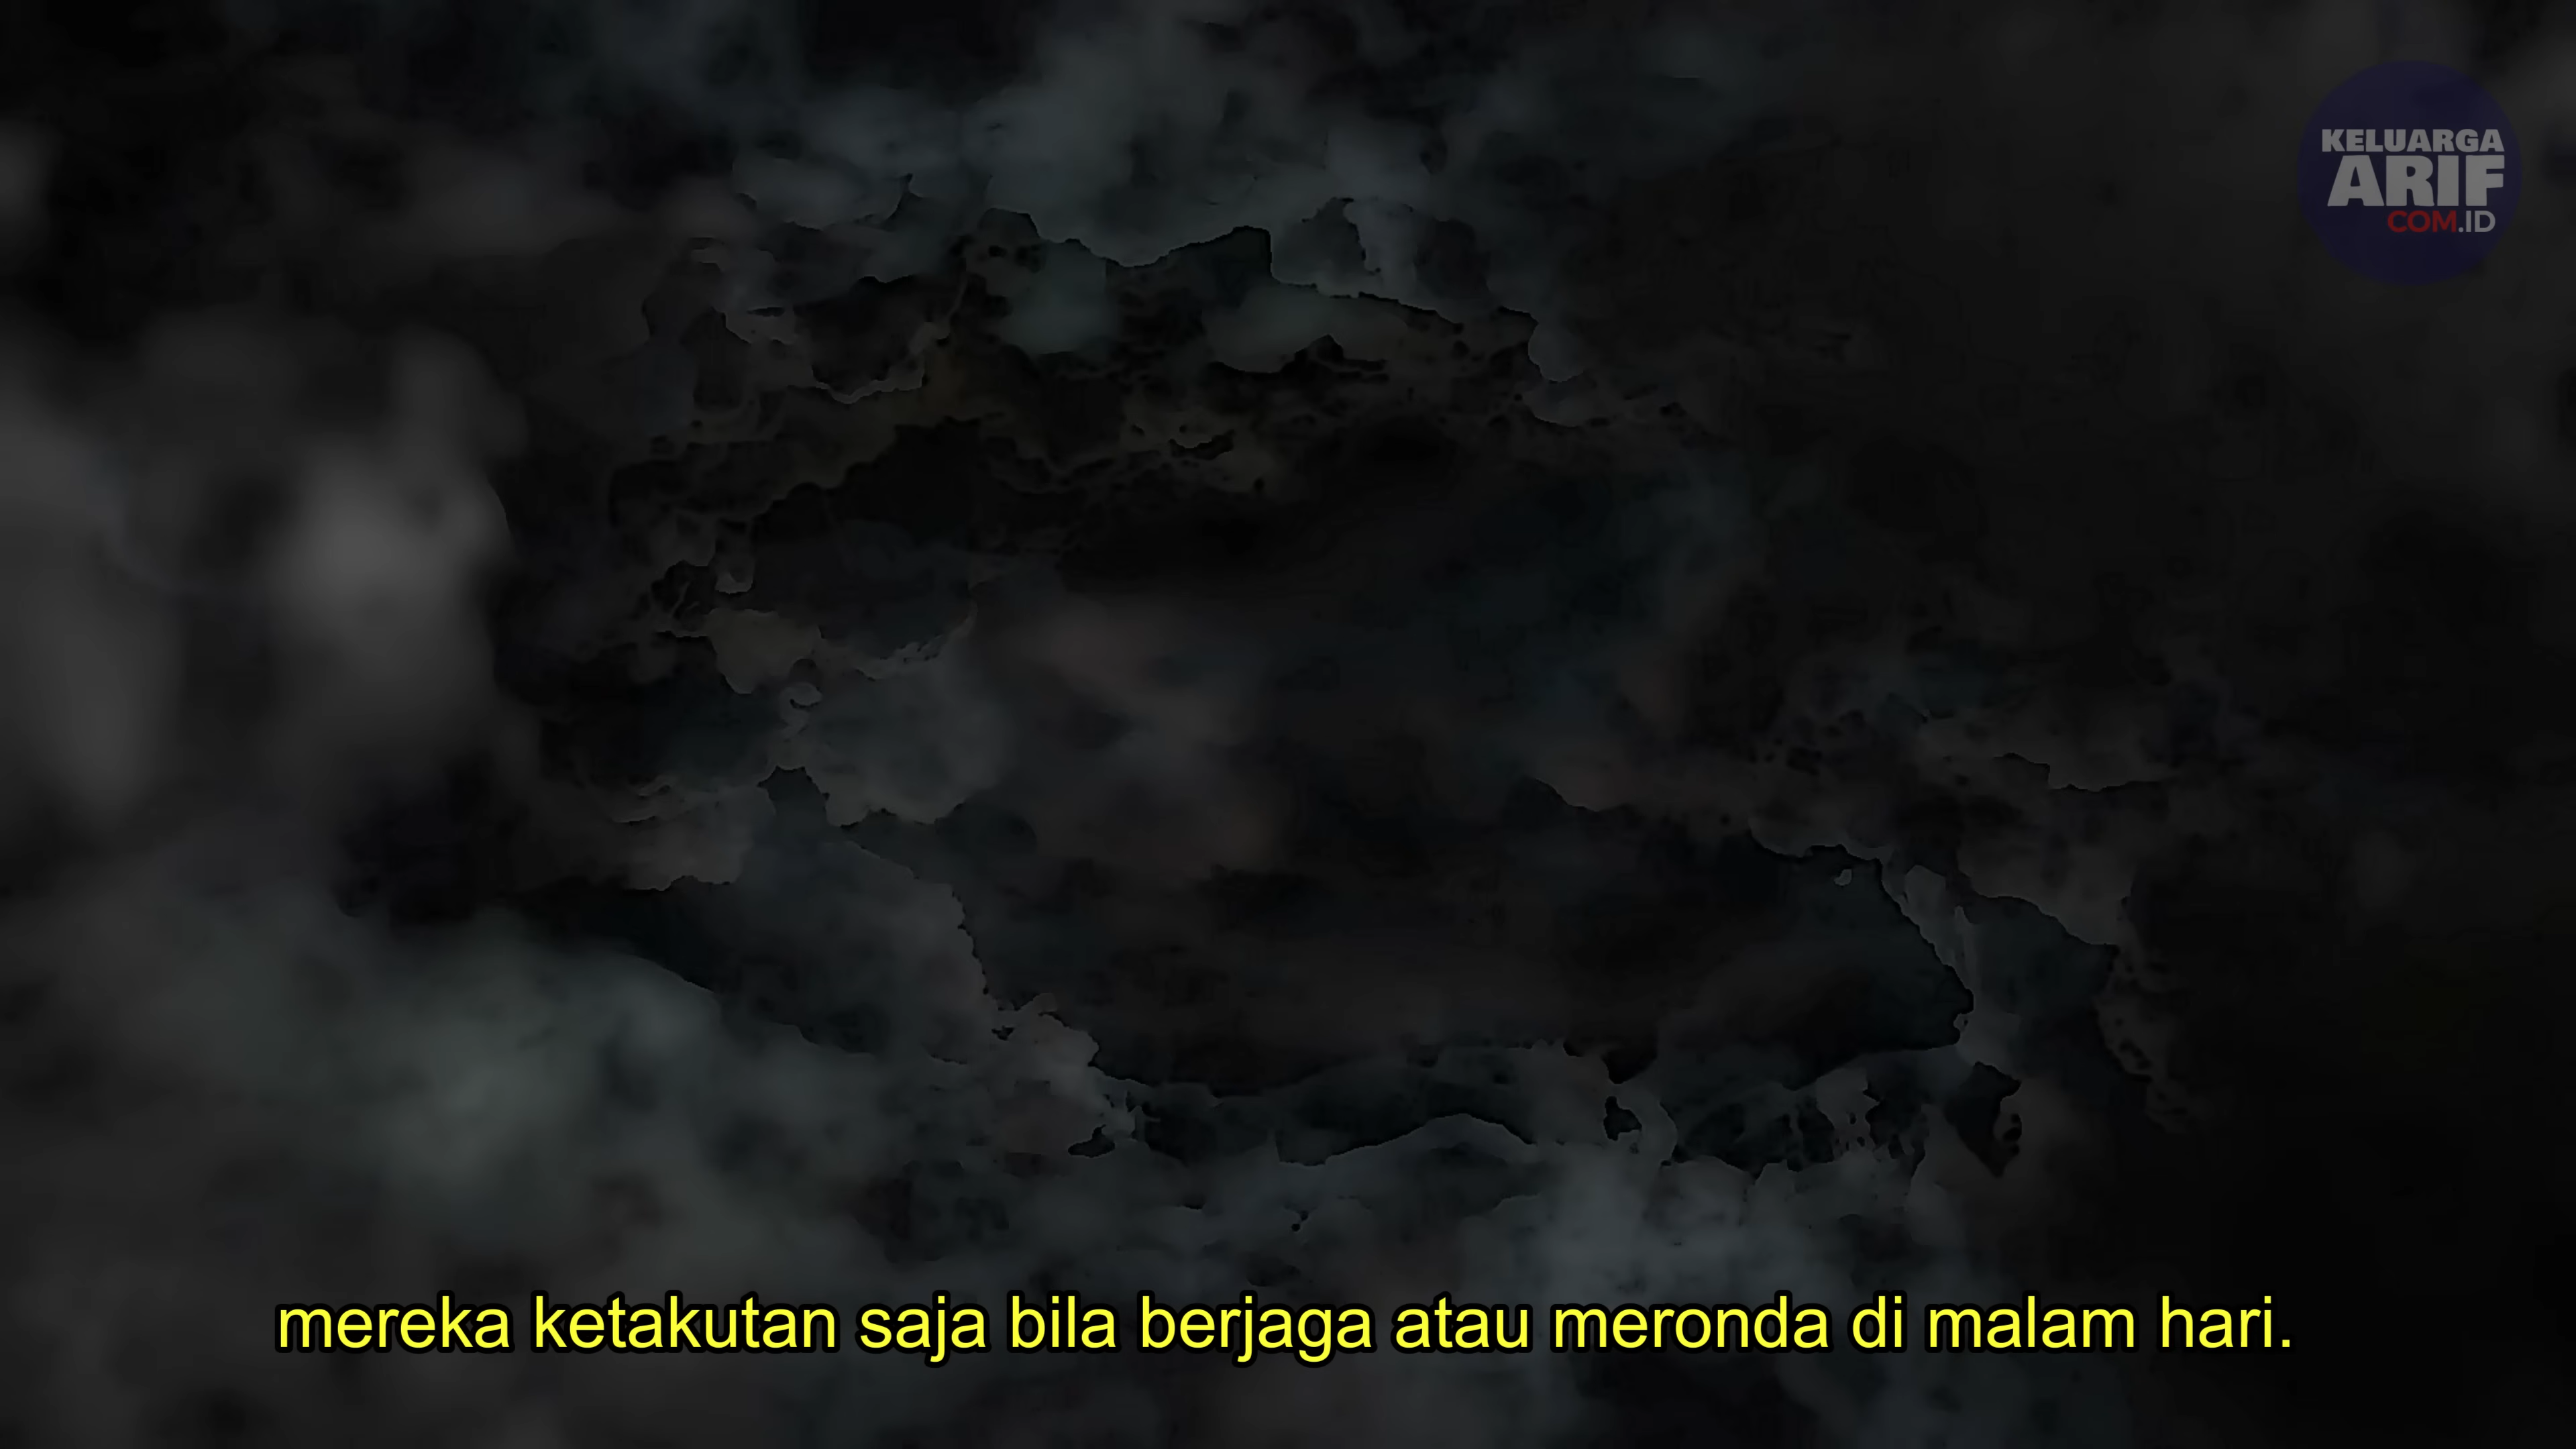 KELUARGA
ARIF
COM.ID
mereka ketakutan saja bila berjaga atau meronda di malam hari.